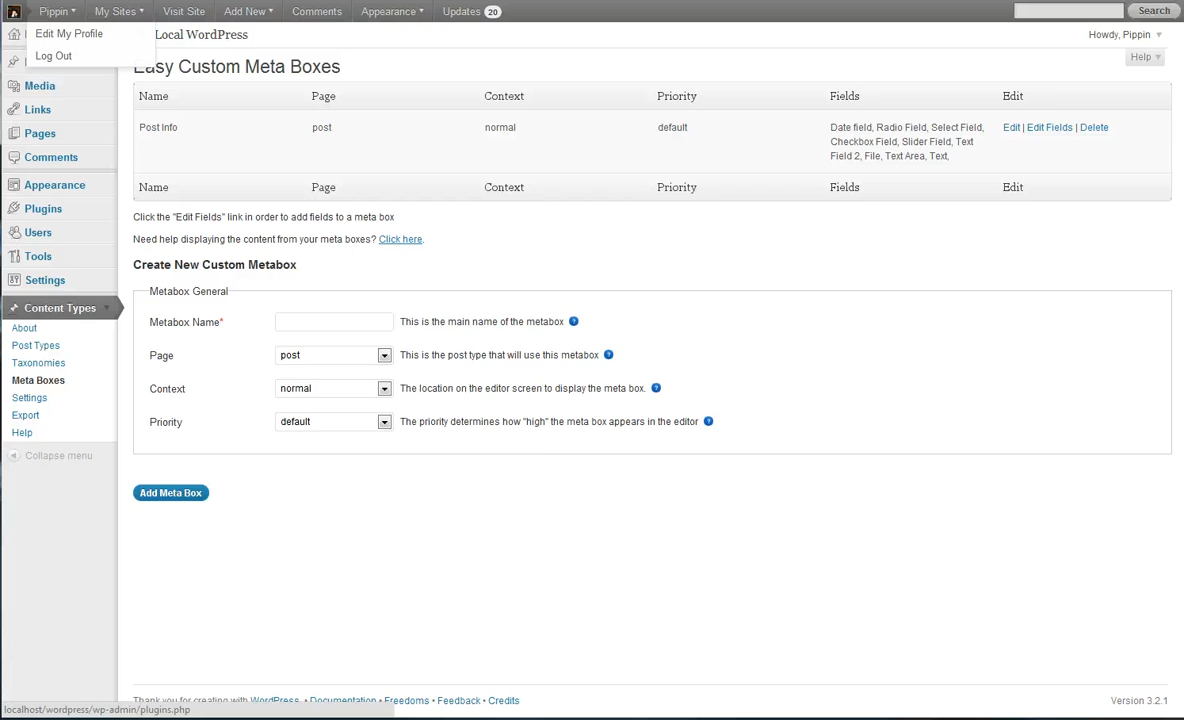 Pippin My Sites Visit Site Add New Comments Appearance Updates 20 Search
Edit My Profile
Log Out
Local WordPress
Howdy, Pippin
Help
Easy Custom Meta Boxes
Media
Links
Pages
Comments
Appearance
Plugins
Users
Tools
Settings
Content Types
About
Post Types
Taxonomies
Meta Boxes
Settings
Export
Help
Collapse menu
Name Page Context Priority Fields Edit
Post Info post normal default Date field, Radio Field, Select Field, Edit | Edit Fields | Delete
Checkbox Field, Slider Field, Text
Field 2, File, Text Area, Text,
Name Page Context Priority Fields Edit
Click the "Edit Fields" link in order to add fields to a meta box
Need help displaying the content from your meta boxes? Click here.
Create New Custom Metabox
Metabox General
Metabox Name* This is the main name of the metabox ?
Page post This is the post type that will use this metabox ?
Context normal The location on the editor screen to display the meta box. ?
Priority default The priority determines how "high" the meta box appears in the editor ?
Add Meta Box
Thank you for creating with WordPress. • Documentation • Freedoms • Feedback • Credits
Version 3.2.1
localhost/wordpress/wp-admin/plugins.php